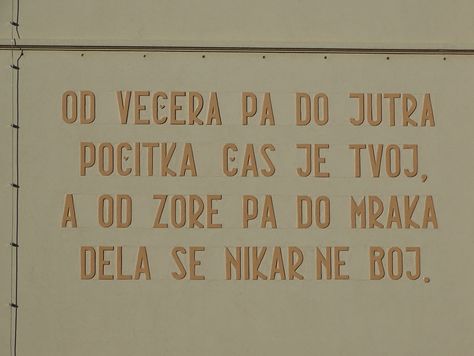 OD VEČERA PA DO JUTRA
POČITKA ČAS JE TVOJ,
A OD ZORE PA DO MRAKA
DELA SE NIKAR NE BOJ.